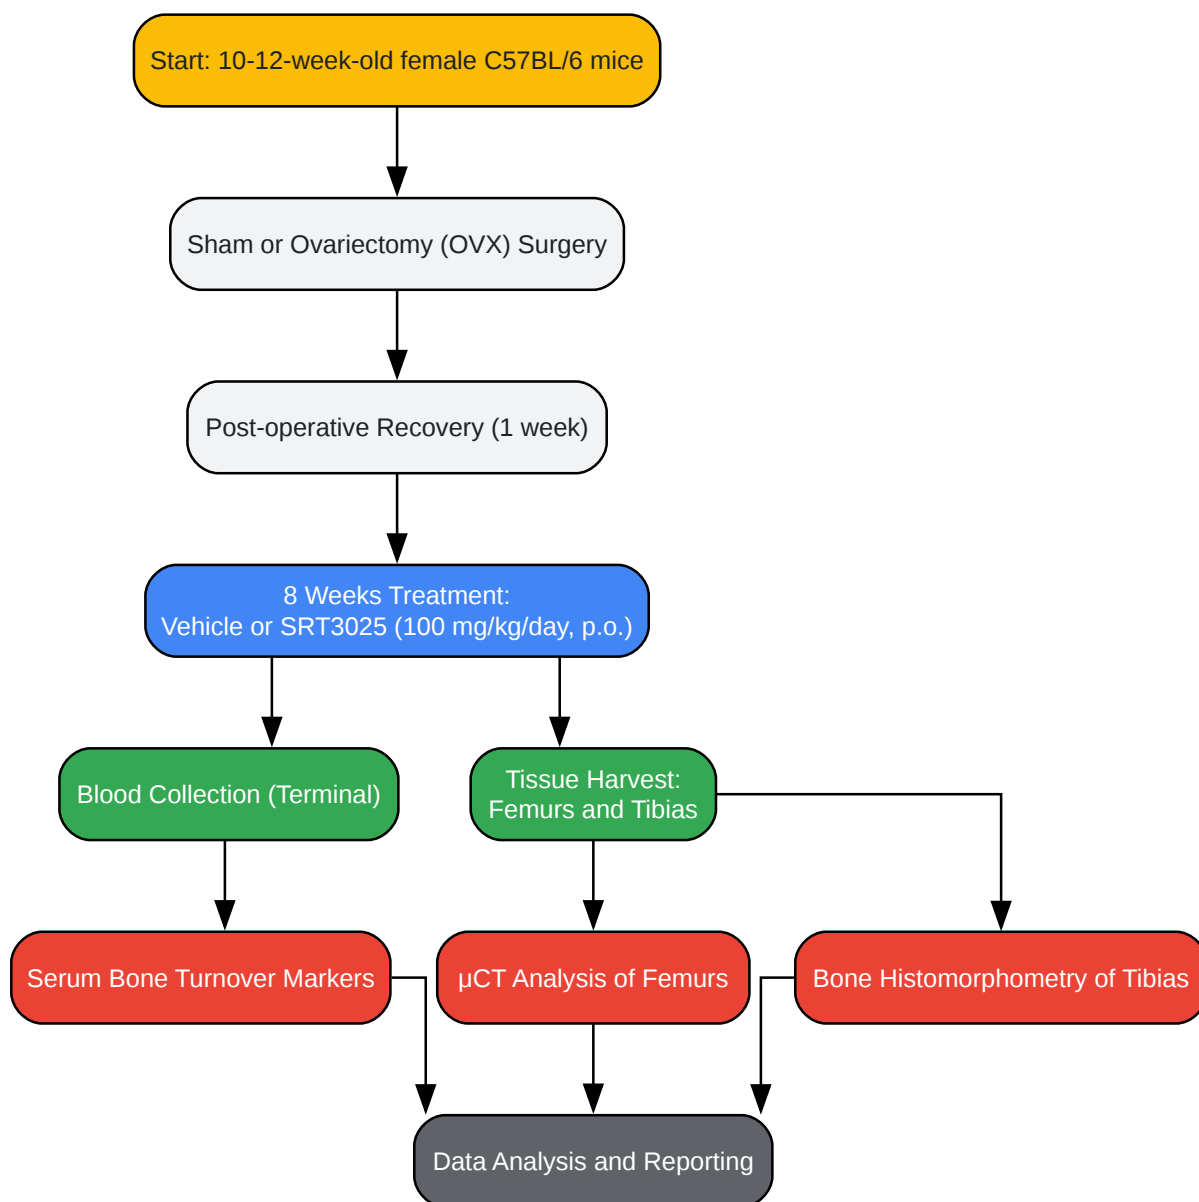 Start: 10-12-week-old female C57BL/6 mice
Sham or Ovariectomy (OVX) Surgery
Post-operative Recovery (1 week)
8 Weeks Treatment:
Vehicle or SRT3025 (100 mg/kg/day, p.o.)
Blood Collection (Terminal)
Tissue Harvest:
Femurs and Tibias
Serum Bone Turnover Markers
μCT Analysis of Femurs
Bone Histomorphometry of Tibias
Data Analysis and Reporting